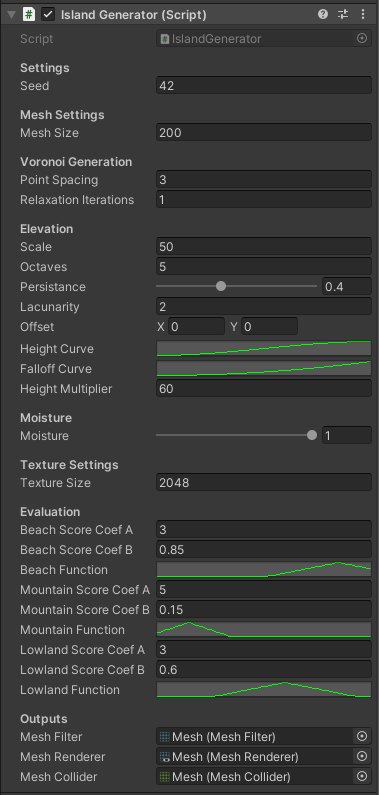 Island Generator (Script)
Script IslandGenerator
Settings
Seed 42
Mesh Settings
Mesh Size 200
Voronoi Generation
Point Spacing 3
Relaxation Iterations 1
Elevation
Scale 50
Octaves 5
Persistance 0.4
Lacunarity 2
Offset X 0 Y 0
Height Curve
Falloff Curve
Height Multiplier 60
Moisture
Moisture 1
Texture Settings
Texture Size 2048
Evaluation
Beach Score Coef A 3
Beach Score Coef B 0.85
Beach Function
Mountain Score Coef A 5
Mountain Score Coef B 0.15
Mountain Function
Lowland Score Coef A 3
Lowland Score Coef B 0.6
Lowland Function
Outputs
Mesh Filter Mesh (Mesh Filter)
Mesh Renderer Mesh (Mesh Renderer)
Mesh Collider Mesh (Mesh Collider)